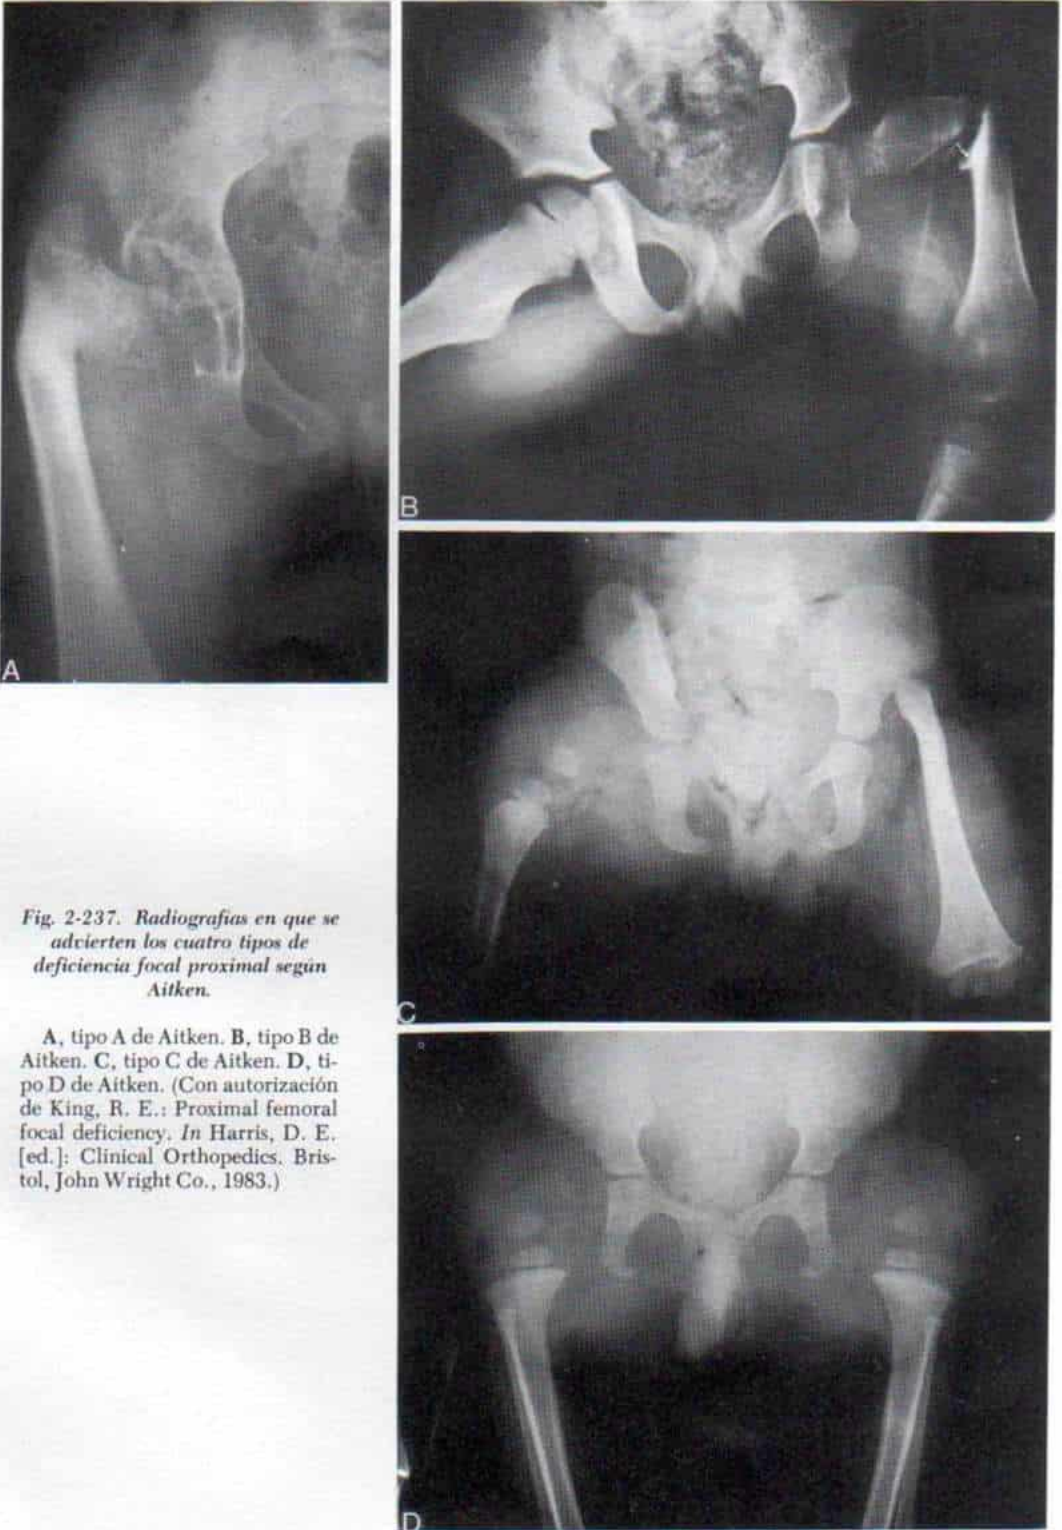 A
B
C
Fig. 2-237. Radiografías en que se
advierten los cuatro tipos de
deficiencia focal proximal según
Aitken.
A, tipo A de Aitken. B, tipo B de
Aitken. C, tipo C de Aitken. D, ti-
po D de Aitken. (Con autorización
de King, R. E.: Proximal femoral
focal deficiency. In Harris, D. E.
[ed.]: Clinical Orthopedics. Bris-
tol, John Wright Co., 1983.)
D